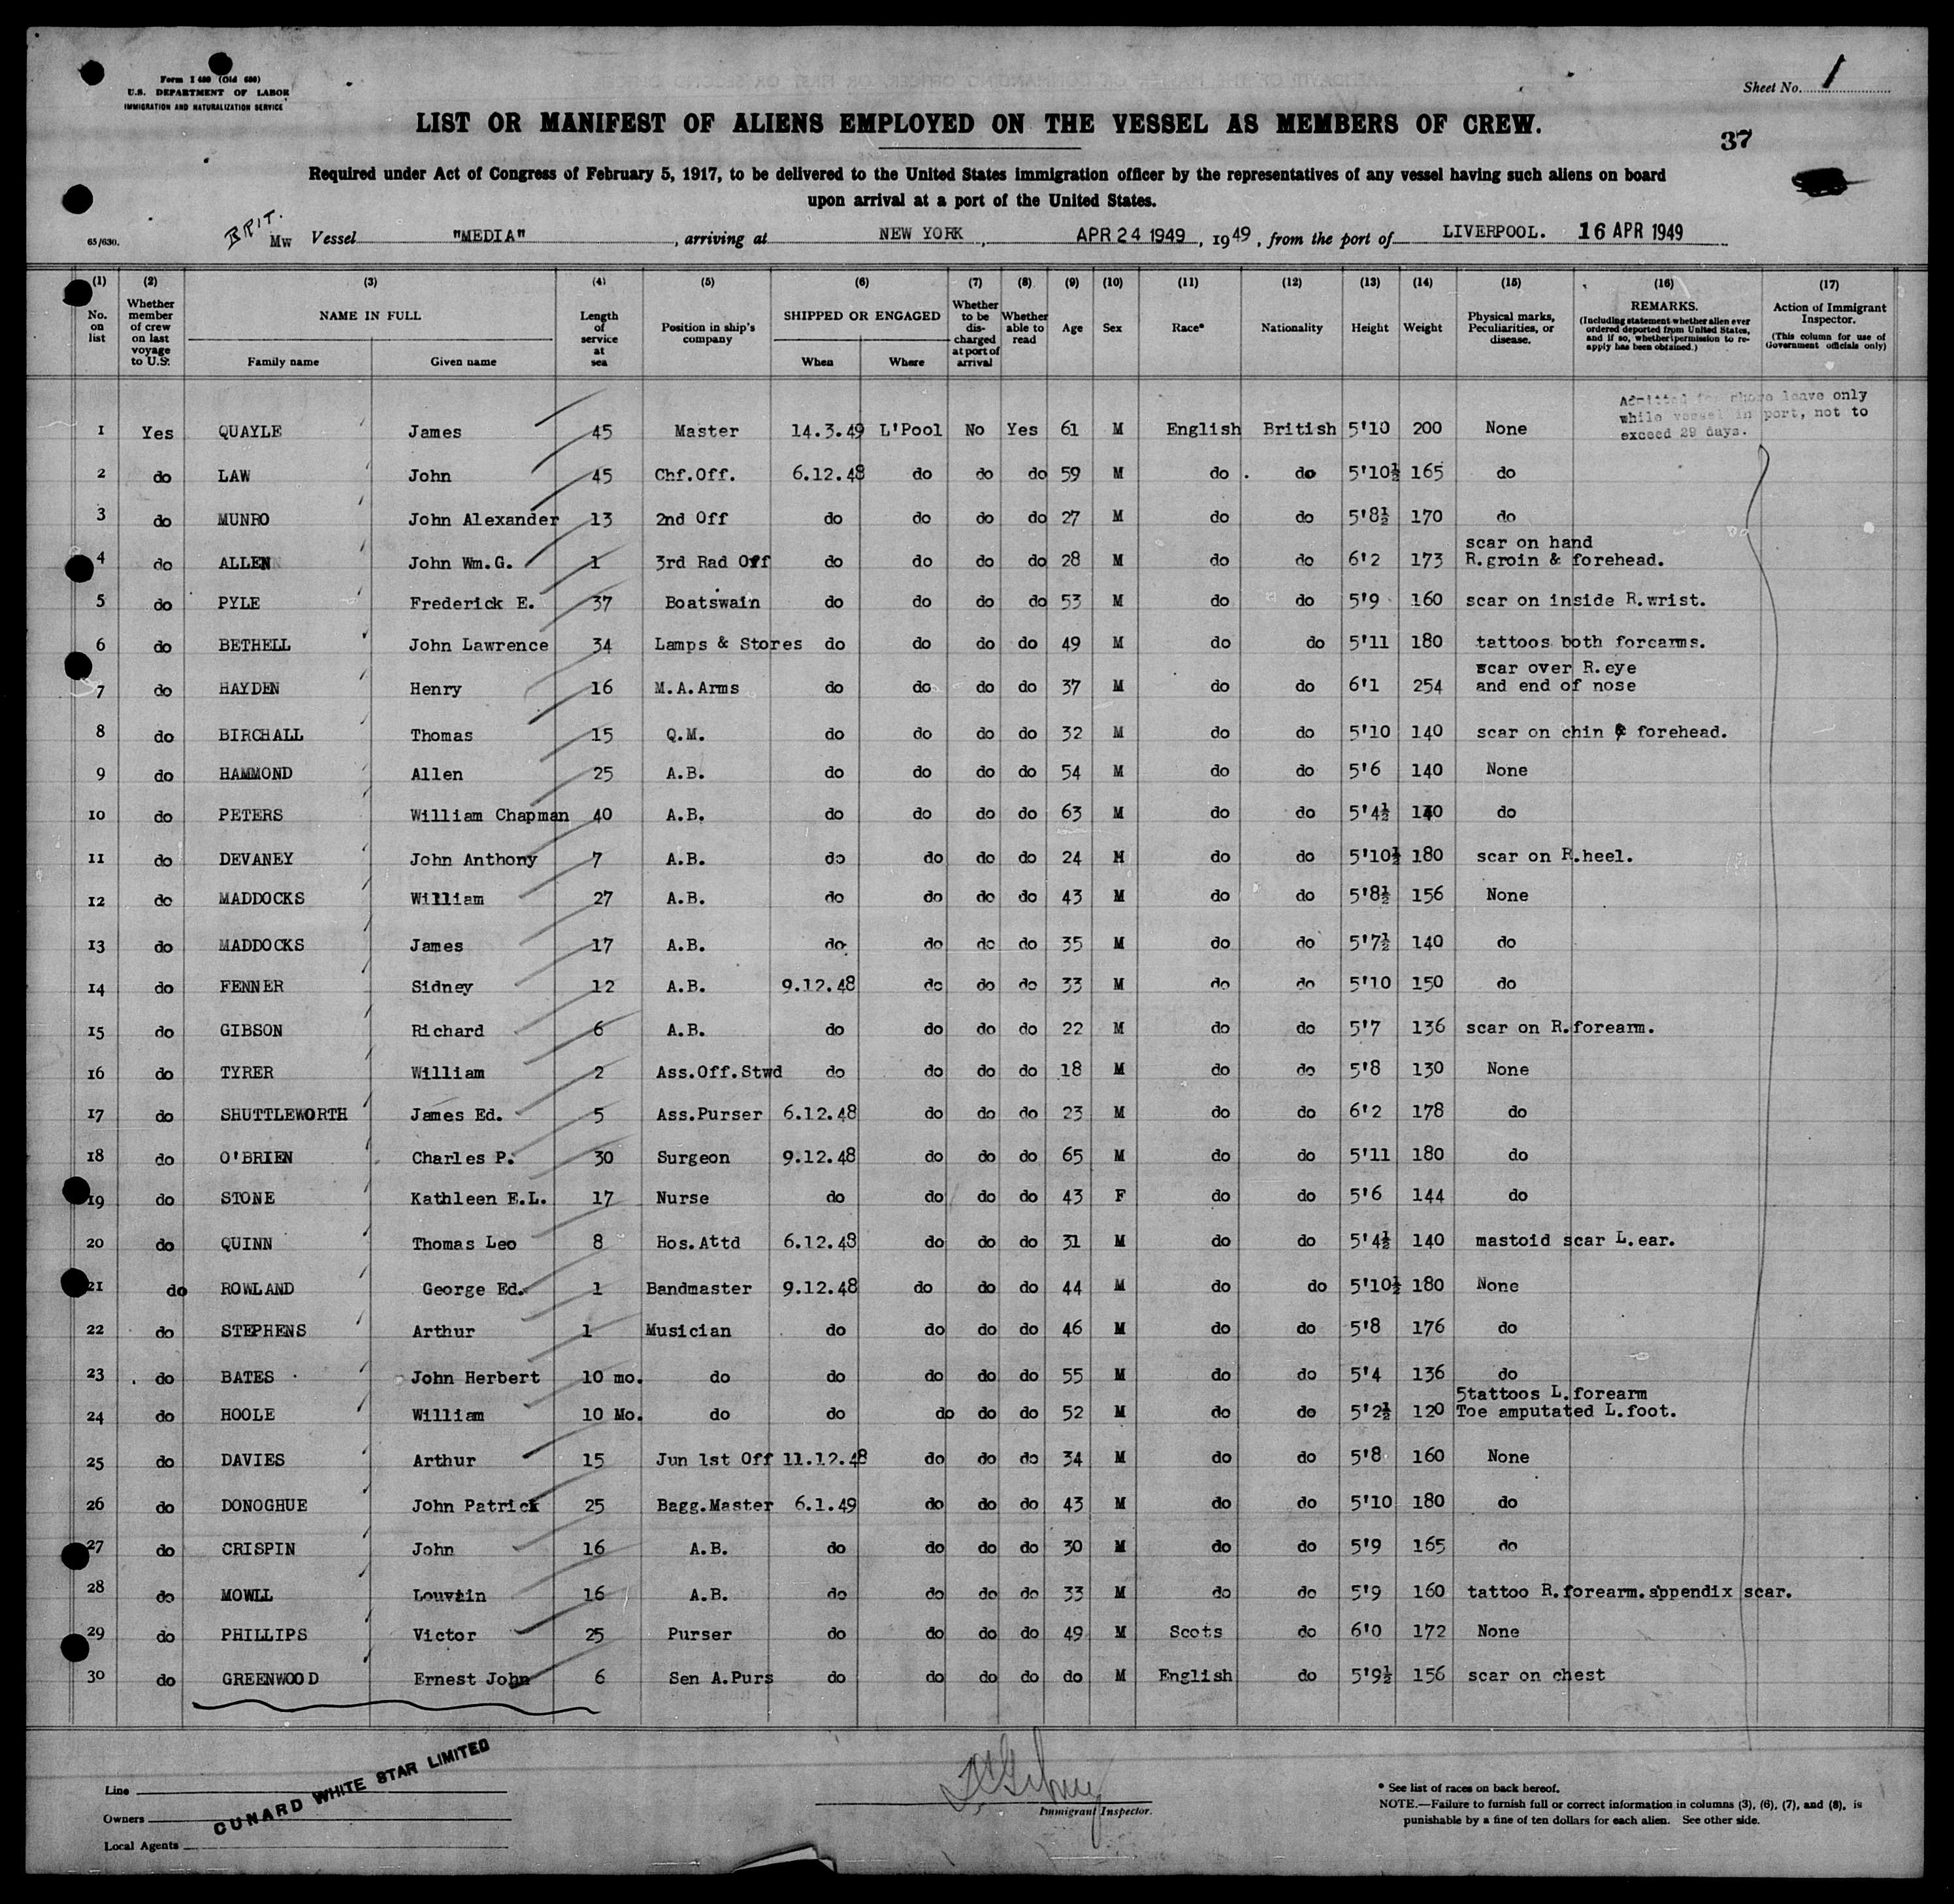 Form I 480 (Old 680)
U.S. DEPARTMENT OF LABOR
IMMIGRATION AND NATURALIZATION SERVICE
Sheet No. 1
LIST OR MANIFEST OF ALIENS EMPLOYED ON THE VESSEL AS MEMBERS OF CREW.
37
Required under Act of Congress of February 5, 1917, to be delivered to the United States immigration officer by the representatives of any vessel having such aliens on board
upon arrival at a port of the United States.
65/630. BRIT. Mw Vessel "MEDIA", arriving at NEW YORK, APR 24 1949, 1949, from the port of LIVERPOOL. 16 APR 1949
(1) No. on list (2) Whether member of crew on last voyage to U.S. (3) NAME IN FULL Family name Given name (4) Length of service at sea (5) Position in ship's company (6) SHIPPED OR ENGAGED When Where (7) Whether to be discharged at port of arrival (8) Whether able to read (9) Age (10) Sex (11) Race* (12) Nationality (13) Height (14) Weight (15) Physical marks, Peculiarities, or disease. (16) REMARKS. (Including statement whether alien ever ordered deported from United States, and if so, whether permission to re-apply has been obtained.) (17) Action of Immigrant Inspector. (This column for use of Government officials only)
Admitted for shore leave only
while vessel in port, not to
exceed 29 days.
1 Yes QUAYLE James 45 Master 14.3.49 L'Pool No Yes 61 M English British 5'10 200 None
2 do LAW John 45 Chf.Off. 6.12.48 do do do 59 M do do 5'10½ 165 do
3 do MUNRO John Alexander 13 2nd Off do do do do 27 M do do 5'8½ 170 do
4 do ALLEN John Wm.G. 1 3rd Rad Off do do do do 28 M do do 6'2 173 scar on hand
R.groin & forehead.
5 do PYLE Frederick E. 37 Boatswain do do do do 53 M do do 5'9 160 scar on inside R.wrist.
6 do BETHELL John Lawrence 34 Lamps & Stores do do do do 49 M do do 5'11 180 tattoos both forearms.
7 do HAYDEN Henry 16 M.A.Arms do do do do 37 M do do 6'1 254 scar over R.eye
and end of nose
8 do BIRCHALL Thomas 15 Q.M. do do do do 32 M do do 5'10 140 scar on chin & forehead.
9 do HAMMOND Allen 25 A.B. do do do do 54 M do do 5'6 140 None
10 do PETERS William Chapman 40 A.B. do do do do 63 M do do 5'4½ do
11 do DEVANEY John Anthony 7 A.B. do do do do 24 M do do 5'10½ 180 scar on R.heel.
12 do MADDOCKS William 27 A.B. do do do do 43 M do do 5'8½ 156 None
13 do MADDOCKS James 17 A.B. do do do do 35 M do do 5'7½ 140 do
14 do FENNER Sidney 12 A.B. 9.12.48 do do do 33 M do do 5'10 150 do
15 do GIBSON Richard 6 A.B. do do do do 22 M do do 5'7 136 scar on R.forearm.
16 do TYRER William 2 Ass.Off.Stwd do do do do 18 M do do 5'8 130 None
17 do SHUTTLEWORTH James Ed. 5 Ass.Purser 6.12.48 do do do 23 M do do 6'2 178 do
18 do O'BRIEN Charles P. 30 Surgeon 9.12.48 do do do 65 M do do 5'11 180 do
19 do STONE Kathleen E.L. 17 Nurse do do do do 43 F do do 5'6 144 do
20 do QUINN Thomas Leo 8 Hos.Attd 6.12.48 do do do 31 M do do 5'4½ 140 mastoid scar L.ear.
21 do ROWLAND George Ed. 1 Bandmaster 9.12.48 do do do 44 M do do 5'10½ 180 None
22 do STEPHENS Arthur 1 Musician do do do do 46 M do do 5'8 176 do
23 do BATES John Herbert 10 mo. do do do do do 55 M do do 5'4 136 do
24 do HOOLE William 10 Mo. do do do do do 52 M do do 5'2½ 120 5tattoos L.forearm
Toe amputated L.foot.
25 do DAVIES Arthur 15 Jun 1st Off 11.12.48 do do do 34 M do do 5'8 160 None
26 do DONOGHUE John Patrick 25 Bagg.Master 6.1.49 do do do 43 M do do 5'10 180 do
27 do CRISPIN John 16 A.B. do do do do 30 M do do 5'9 165 do
28 do MOWLL Louvain 16 A.B. do do do do 33 M do do 5'9 160 tattoo R.forearm.appendix scar.
29 do PHILLIPS Victor 25 Purser do do do do 49 M Scots do 6'0 172 None
30 do GREENWOOD Ernest John 6 Sen A.Purs do do do do do M English do 5'9½ 156 scar on chest
Line
Owners
Local Agents
CUNARD WHITE STAR LIMITED
Immigrant Inspector.
* See list of races on back hereof.
NOTE.—Failure to furnish full or correct information in columns (3), (6), (7), and (8), is
punishable by a fine of ten dollars for each alien. See other side.